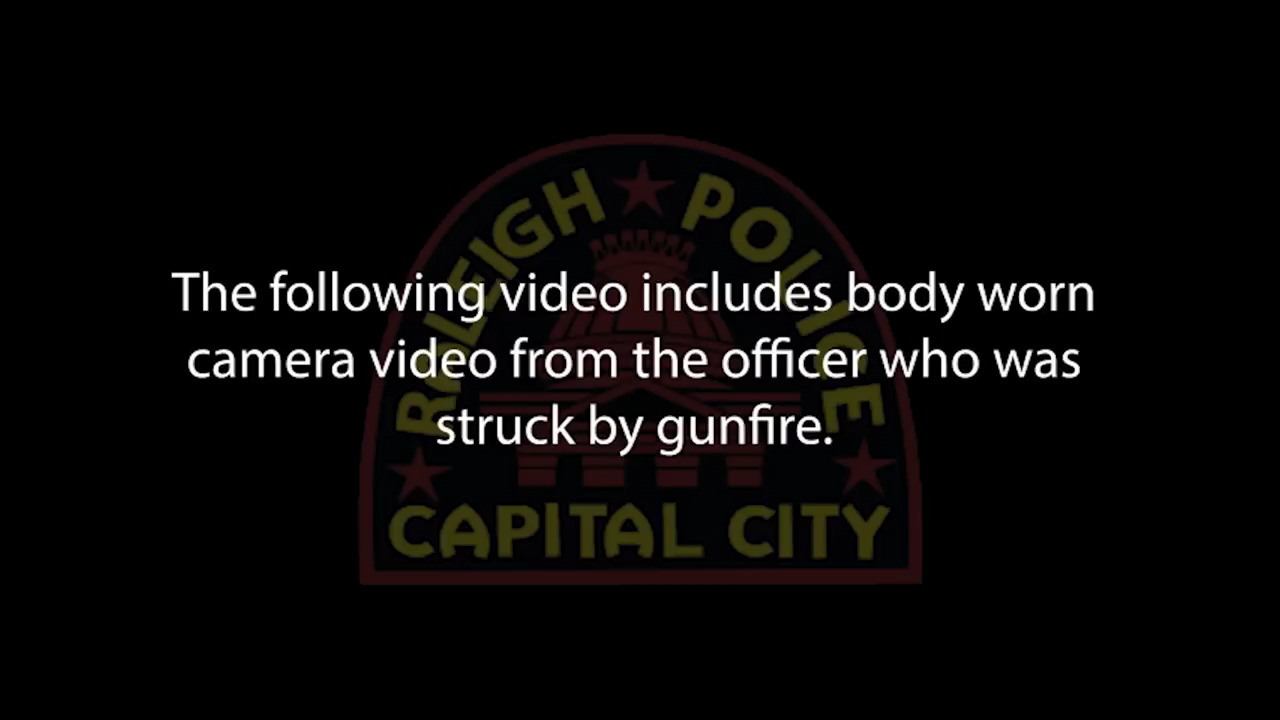 RALEIGH POLICE
The following video includes body worn
camera video from the officer who was
struck by gunfire.
CAPITAL CITY